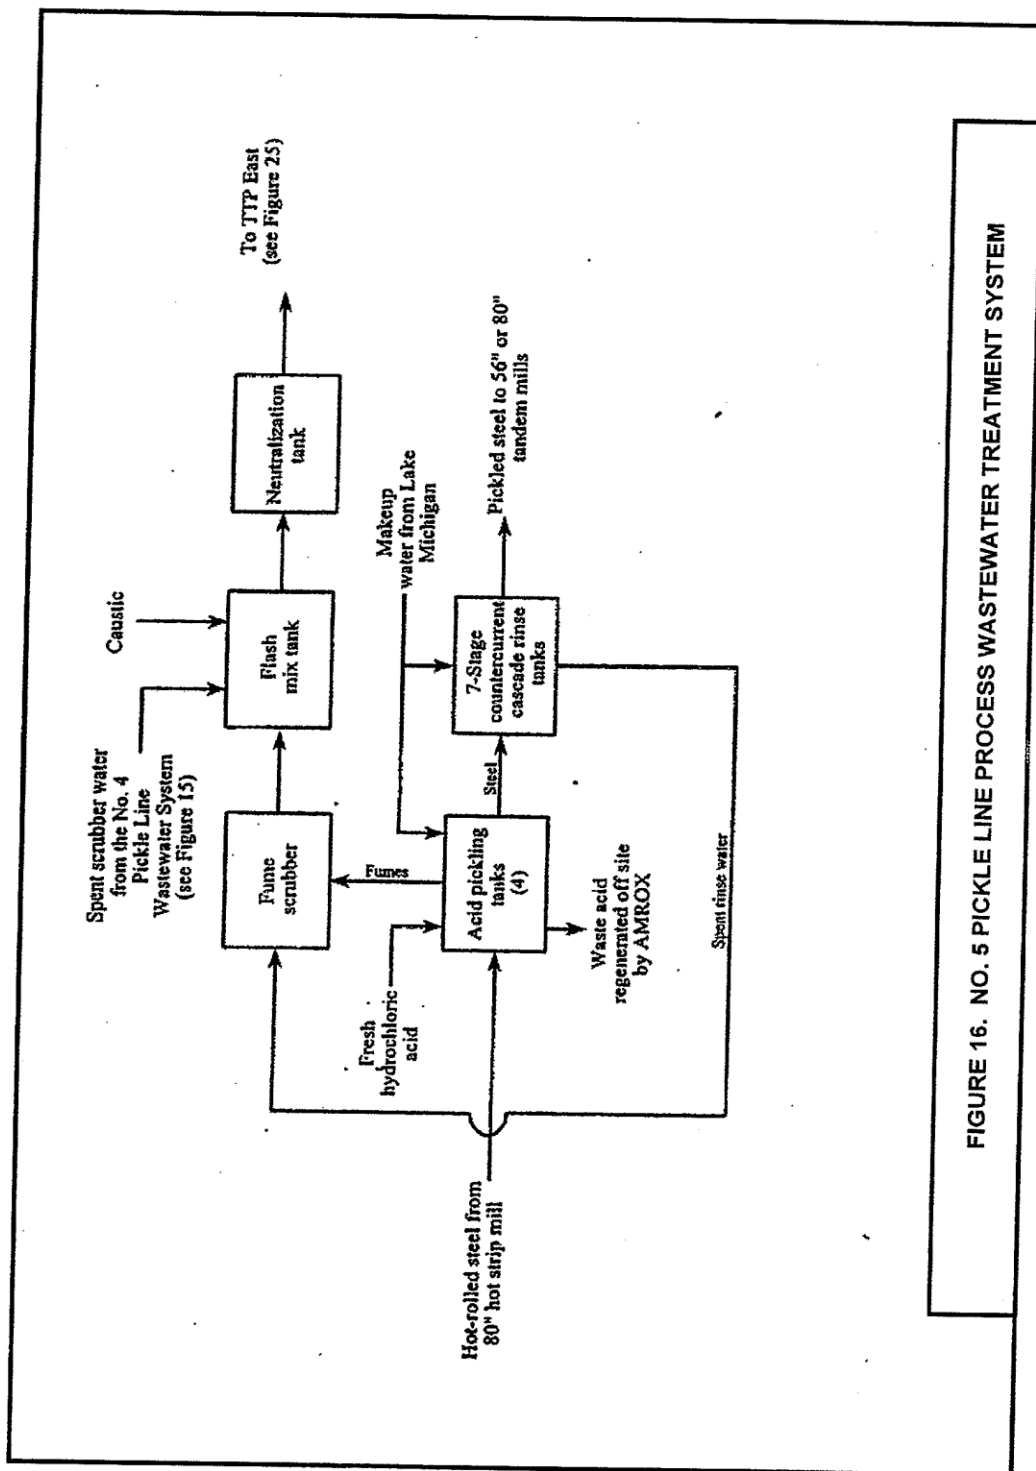 To TTP East
(see Figure 25)
Neutralization
tank
Caustic
Flash
mix tank
Spent scrubber water
from the No. 4
Pickle Line
Wastewater System
(see Figure 15)
Fume
scrubber
Pickled steel to 56" or 80"
tandem mills
Makeup
water from Lake
Michigan
7-Stage
countercurrent
cascade rinse
tanks
Steel
Fumes
Acid pickling
tanks
(4)
Fresh
hydrochloric
acid
Waste acid
regenerated off site
by AMROX
Spent rinse water
Hot-rolled steel from
80" hot strip mill
FIGURE 16. NO. 5 PICKLE LINE PROCESS WASTEWATER TREATMENT SYSTEM